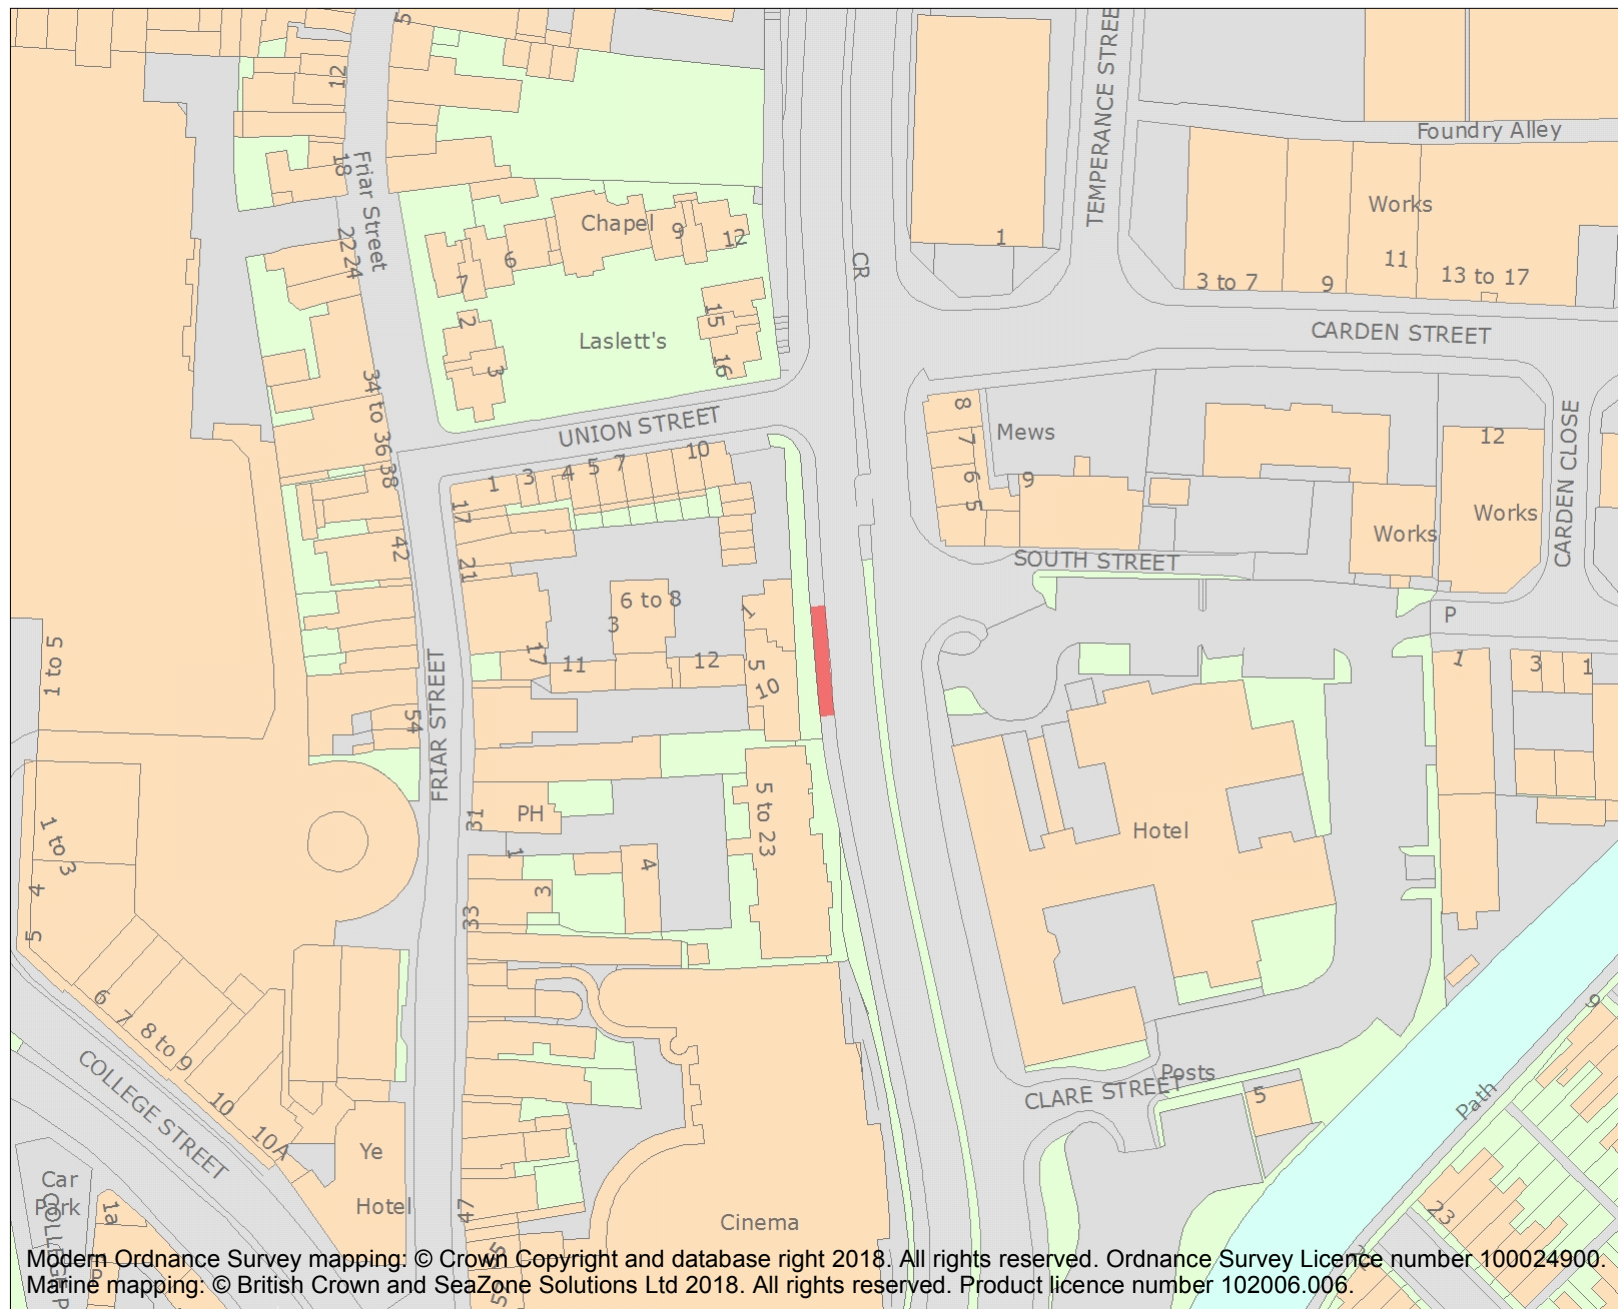 5
12
18
Friar Street
22
24
34 to 36
38
42
54
FRIAR STREET
Chapel
9
12
6
7
2
3
15
16
Laslett's
UNION STREET
1
3
4
5
7
10
17
21
6 to 8
3
17
11
12
1
5
10
CR
TEMPERANCE STREE
1
Foundry Alley
Works
3 to 7
9
11
13 to 17
CARDEN STREET
8
7
6
5
Mews
9
12
Works
Works
CARDEN CLOSE
SOUTH STREET
P
1
3
1
1 to 5
PH
31
1
3
4
33
5 to 23
Hotel
1 to 3
4
5
6
7
8 to 9
10
10A
COLLEGE STREET
Ye
Hotel
Car
Park
1a
47
Cinema
CLARE STREET
Posts
5
Path
9
23
Modern Ordnance Survey mapping: © Crown Copyright and database right 2018. All rights reserved. Ordnance Survey Licence number 100024900.
Marine mapping: © British Crown and SeaZone Solutions Ltd 2018. All rights reserved. Product licence number 102006.006.